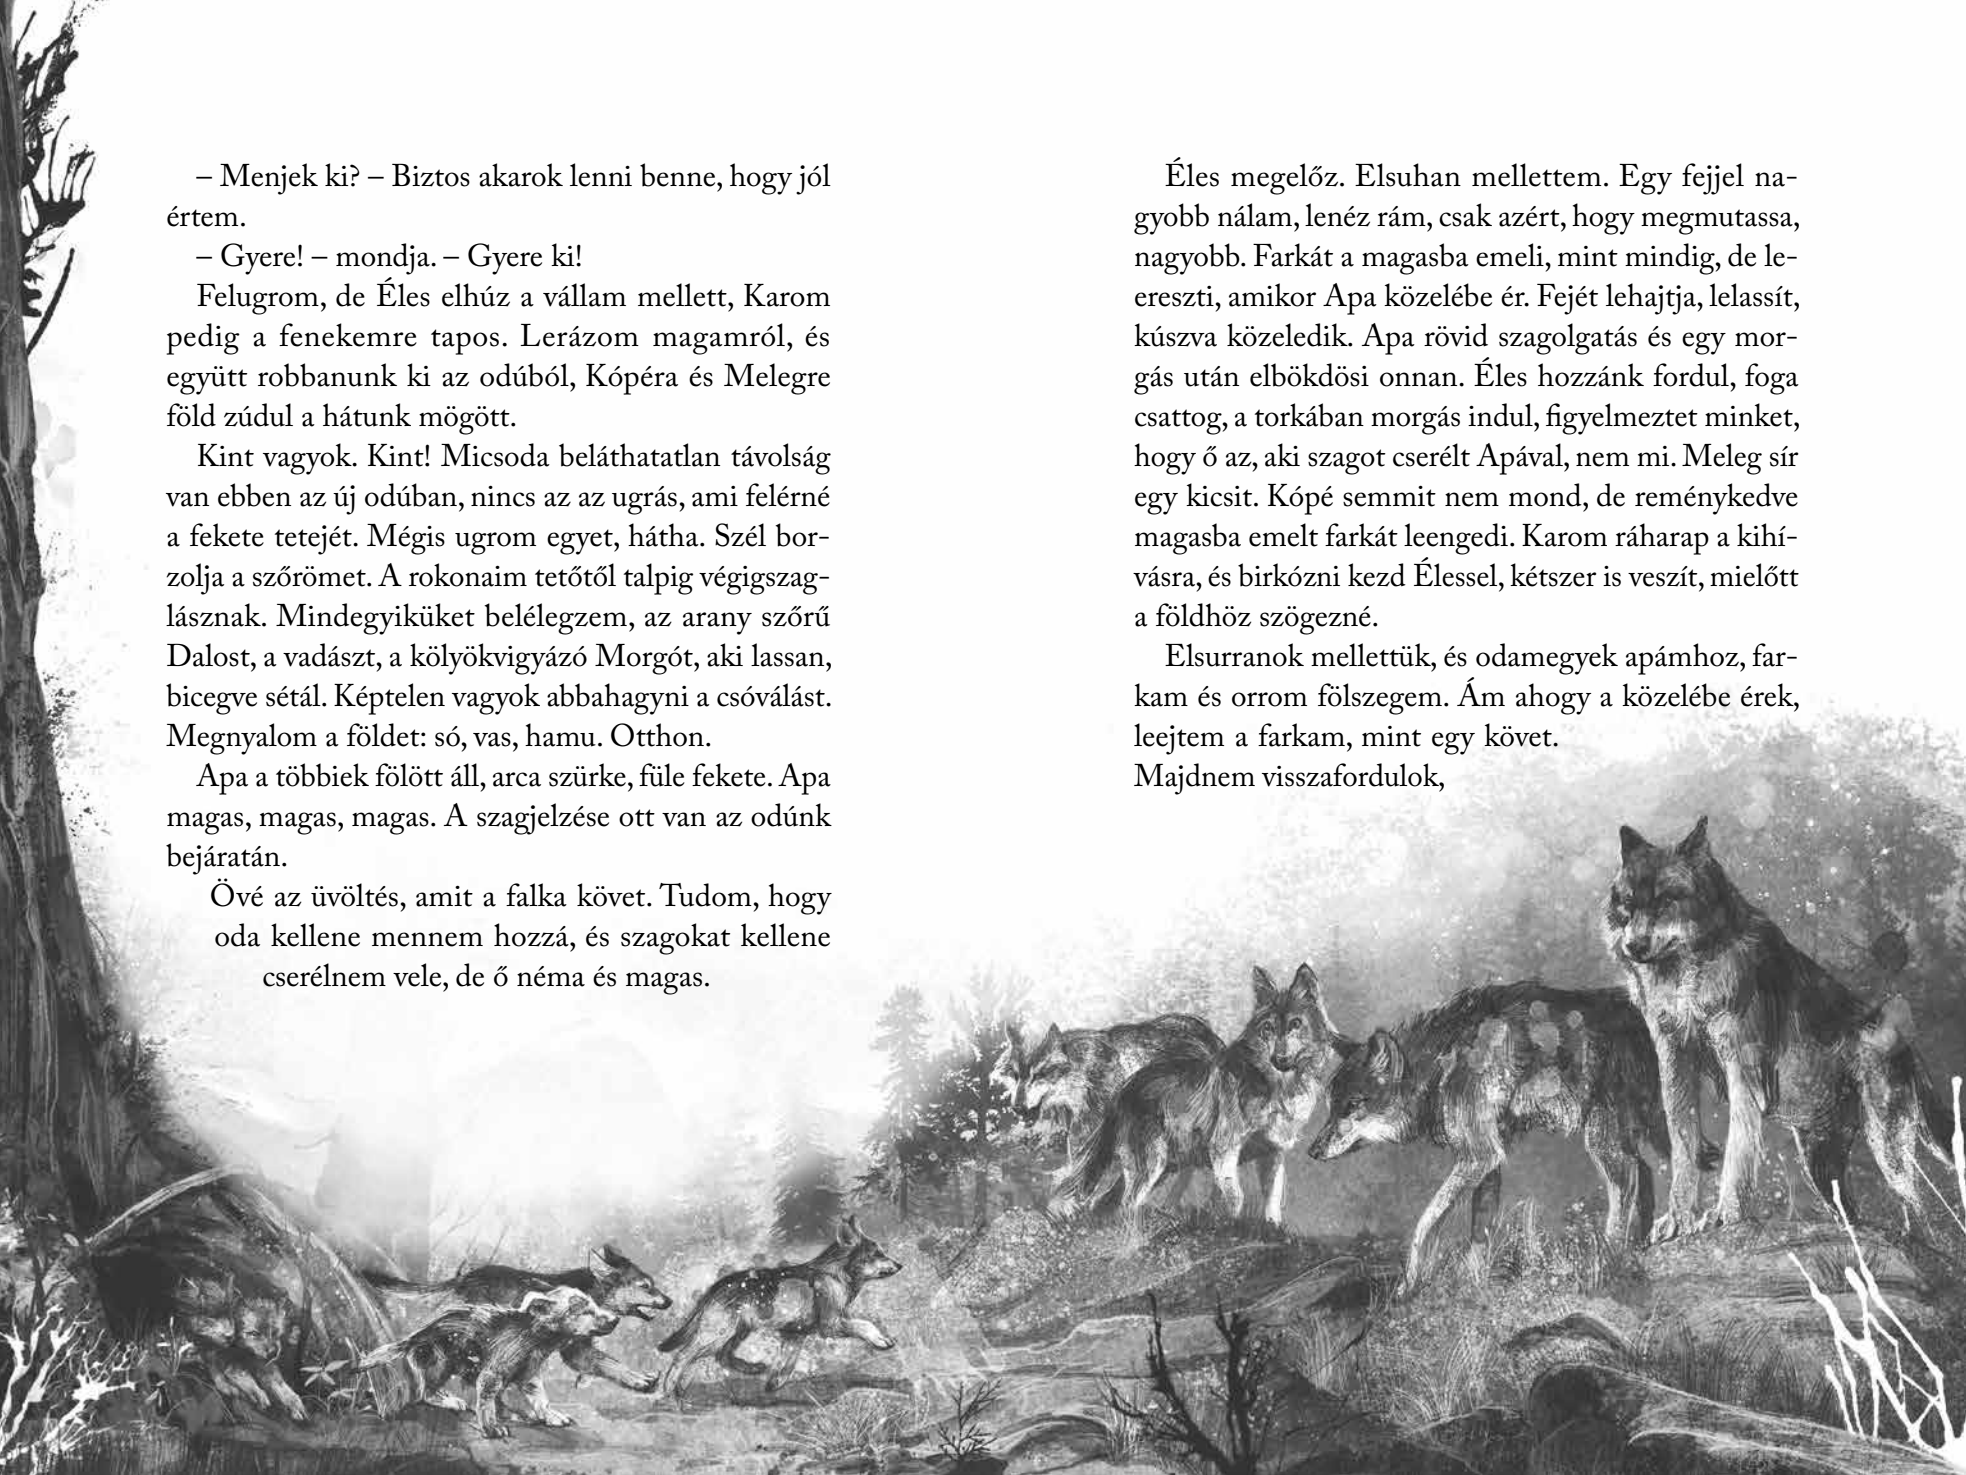 – Menjek ki? – Biztos akarok lenni benne, hogy jól
értem.
– Gyere! – mondja. – Gyere ki!
Felugrom, de Éles elhúz a vállam mellett, Karom
pedig a fenekemre tapos. Lerázom magamról, és
együtt robbanunk ki az odúból, Kópéra és Melegre
föld zúdul a hátunk mögött.
Kint vagyok. Kint! Micsoda beláthatatlan távolság
van ebben az új odúban, nincs az az ugrás, ami felérné
a fekete tetejét. Mégis ugrom egyet, hátha. Szél bor-
zolja a szőrömet. A rokonaim tetőtől talpig végigszag-
lásznak. Mindegyiküket belélegzem, az arany szőrű
Dalost, a vadászt, a kölyökvigyázó Morgót, aki lassan,
bicegve sétál. Képtelen vagyok abbahagyni a csóválást.
Megnyalom a földet: só, vas, hamu. Otthon.
Apa a többiek fölött áll, arca szürke, füle fekete. Apa
magas, magas, magas. A szagjelzése ott van az odúnk
bejáratán.
Övé az üvöltés, amit a falka követ. Tudom, hogy
oda kellene mennem hozzá, és szagokat kellene
cserélnem vele, de ő néma és magas.
Éles megelőz. Elsuhan mellettem. Egy fejjel na-
gyobb nálam, lenéz rám, csak azért, hogy megmutassa,
nagyobb. Farkát a magasba emeli, mint mindig, de le-
ereszti, amikor Apa közelébe ér. Fejét lehajtja, lelassít,
kúszva közeledik. Apa rövid szagolgatás és egy mor-
gás után elbökdösi onnan. Éles hozzánk fordul, foga
csattog, a torkában morgás indul, figyelmeztet minket,
hogy ő az, aki szagot cserélt Apával, nem mi. Meleg sír
egy kicsit. Kópé semmit nem mond, de reménykedve
magasba emelt farkát leengedi. Karom ráharap a kihí-
vásra, és birkózni kezd Élessel, kétszer is veszít, mielőtt
a földhöz szögezné.
Elsurranok mellettük, és odamegyek apámhoz, far-
kam és orrom fölszegem. Ám ahogy a közelébe érek,
leejtem a farkam, mint egy követ.
Majdnem visszafordulok,